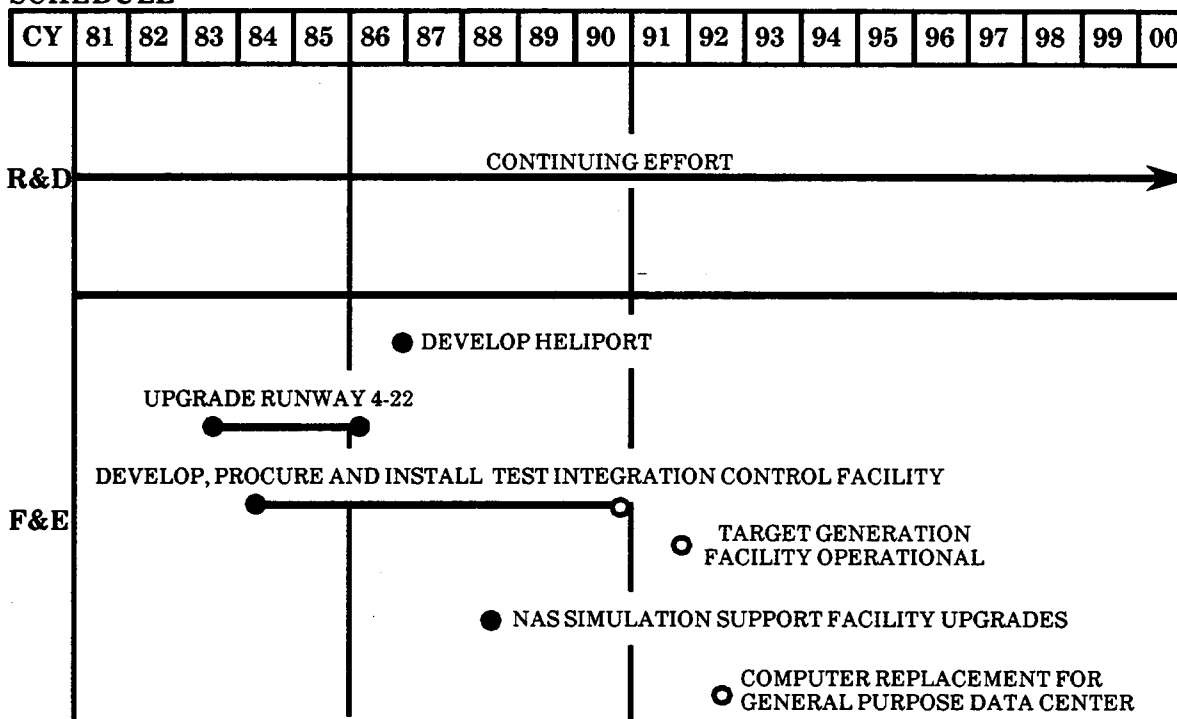 SCHEDULE
CY 81 82 83 84 85 86 87 88 89 90 91 92 93 94 95 96 97 98 99 00
CONTINUING EFFORT
R&D
DEVELOP HELIPORT
UPGRADE RUNWAY 4-22
DEVELOP, PROCURE AND INSTALL TEST INTEGRATION CONTROL FACILITY
F&E
TARGET GENERATION
FACILITY OPERATIONAL
NAS SIMULATION SUPPORT FACILITY UPGRADES
COMPUTER REPLACEMENT FOR
GENERAL PURPOSE DATA CENTER